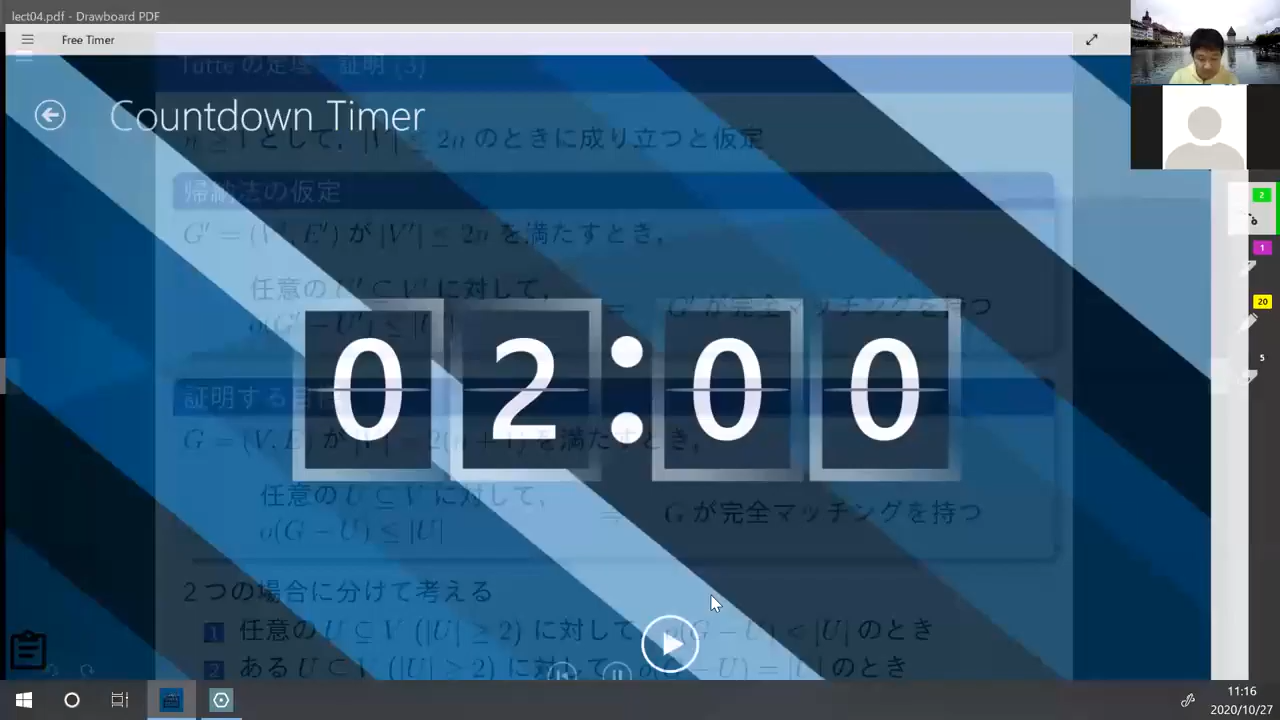 lect04.pdf - Drawboard PDF
Free Timer
Tutte の定理 証明 (3)
Countdown Timer
n ≥ 1 として, |V| ≤ 2n のときに成り立つと仮定
帰納法の仮定
G′ = (V′, E′) が |V′| ≤ 2n を満たすとき,
任意の U′ ⊆ V′ に対して,
o(G′ − U′) ≤ |
G′ が完全マッチングを持つ
02:00
証明する
G = (V, E) が |V| = 2(n + 1) を満たすとき,
任意の U ⊆ V に対して,
o(G − U) ≤ |U|
⇒ G が完全マッチングを持つ
2 つの場合に分けて考える
1 任意の U ⊆ V (|U| ≥ 2) に対して, o(G − U) < |U| のとき
2 ある U ⊆ V (|U| ≥ 2) に対して, o(G − U) = |U| のとき
2
1
20
5
11:16
2020/10/27